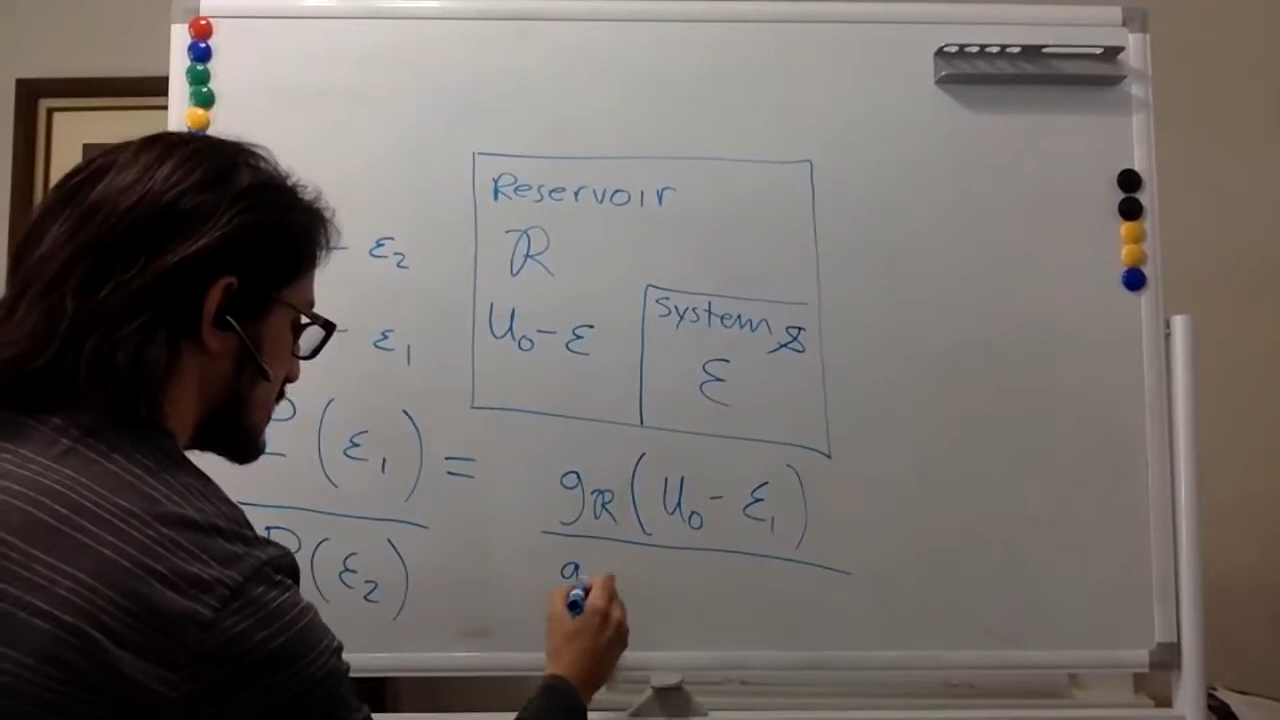 Reservoir
R
U₀ - ε
System S
ε
- ε₂
- ε₁
P(ε₁) = g_R(U₀ - ε₁)
P(ε₂) g